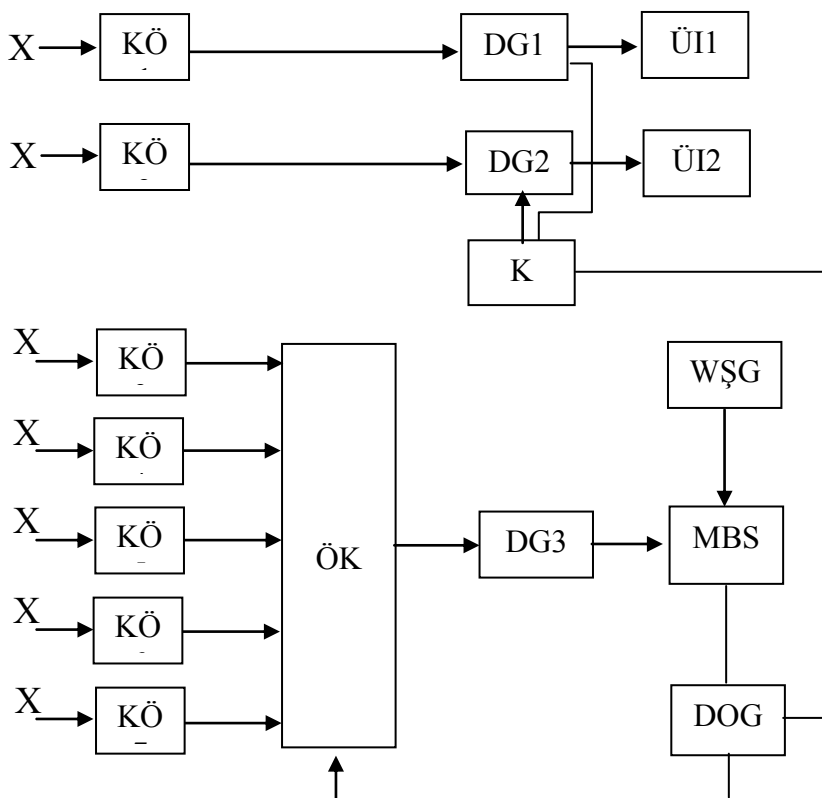 X KÖ DG1 ÜI1
X KÖ DG2 ÜI2
K
X KÖ WŞG
X KÖ
X KÖ ÖK DG3 MBS
X KÖ
X KÖ DOG